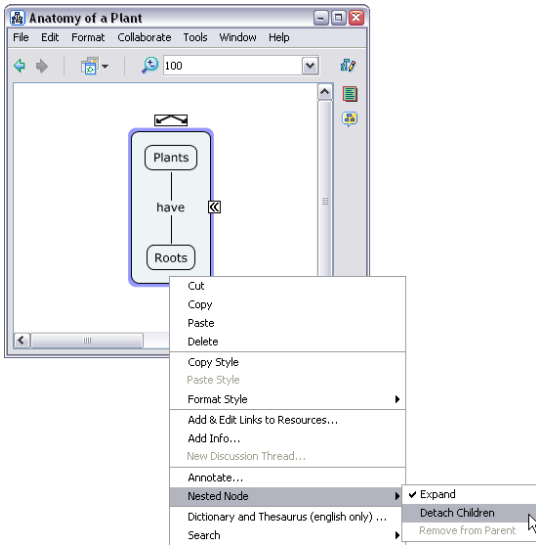 Anatomy of a Plant
File Edit Format Collaborate Tools Window Help
100
Plants
have
Roots
Cut
Copy
Paste
Delete
Copy Style
Paste Style
Format Style
Add & Edit Links to Resources...
Add Info...
New Discussion Thread...
Annotate...
Nested Node
Expand
Detach Children
Remove from Parent
Dictionary and Thesaurus (english only) ...
Search